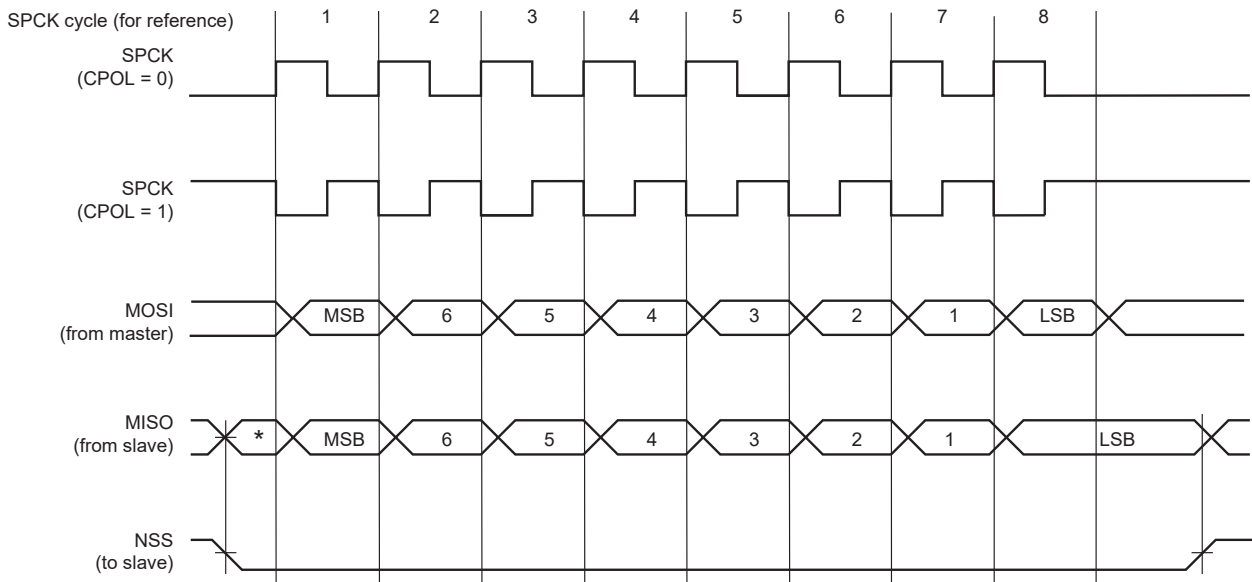 SPCK cycle (for reference)
1 2 3 4 5 6 7 8
SPCK
(CPOL = 0)
SPCK
(CPOL = 1)
MOSI
(from master)
MSB 6 5 4 3 2 1 LSB
MISO
(from slave)
* MSB 6 5 4 3 2 1 LSB
NSS
(to slave)